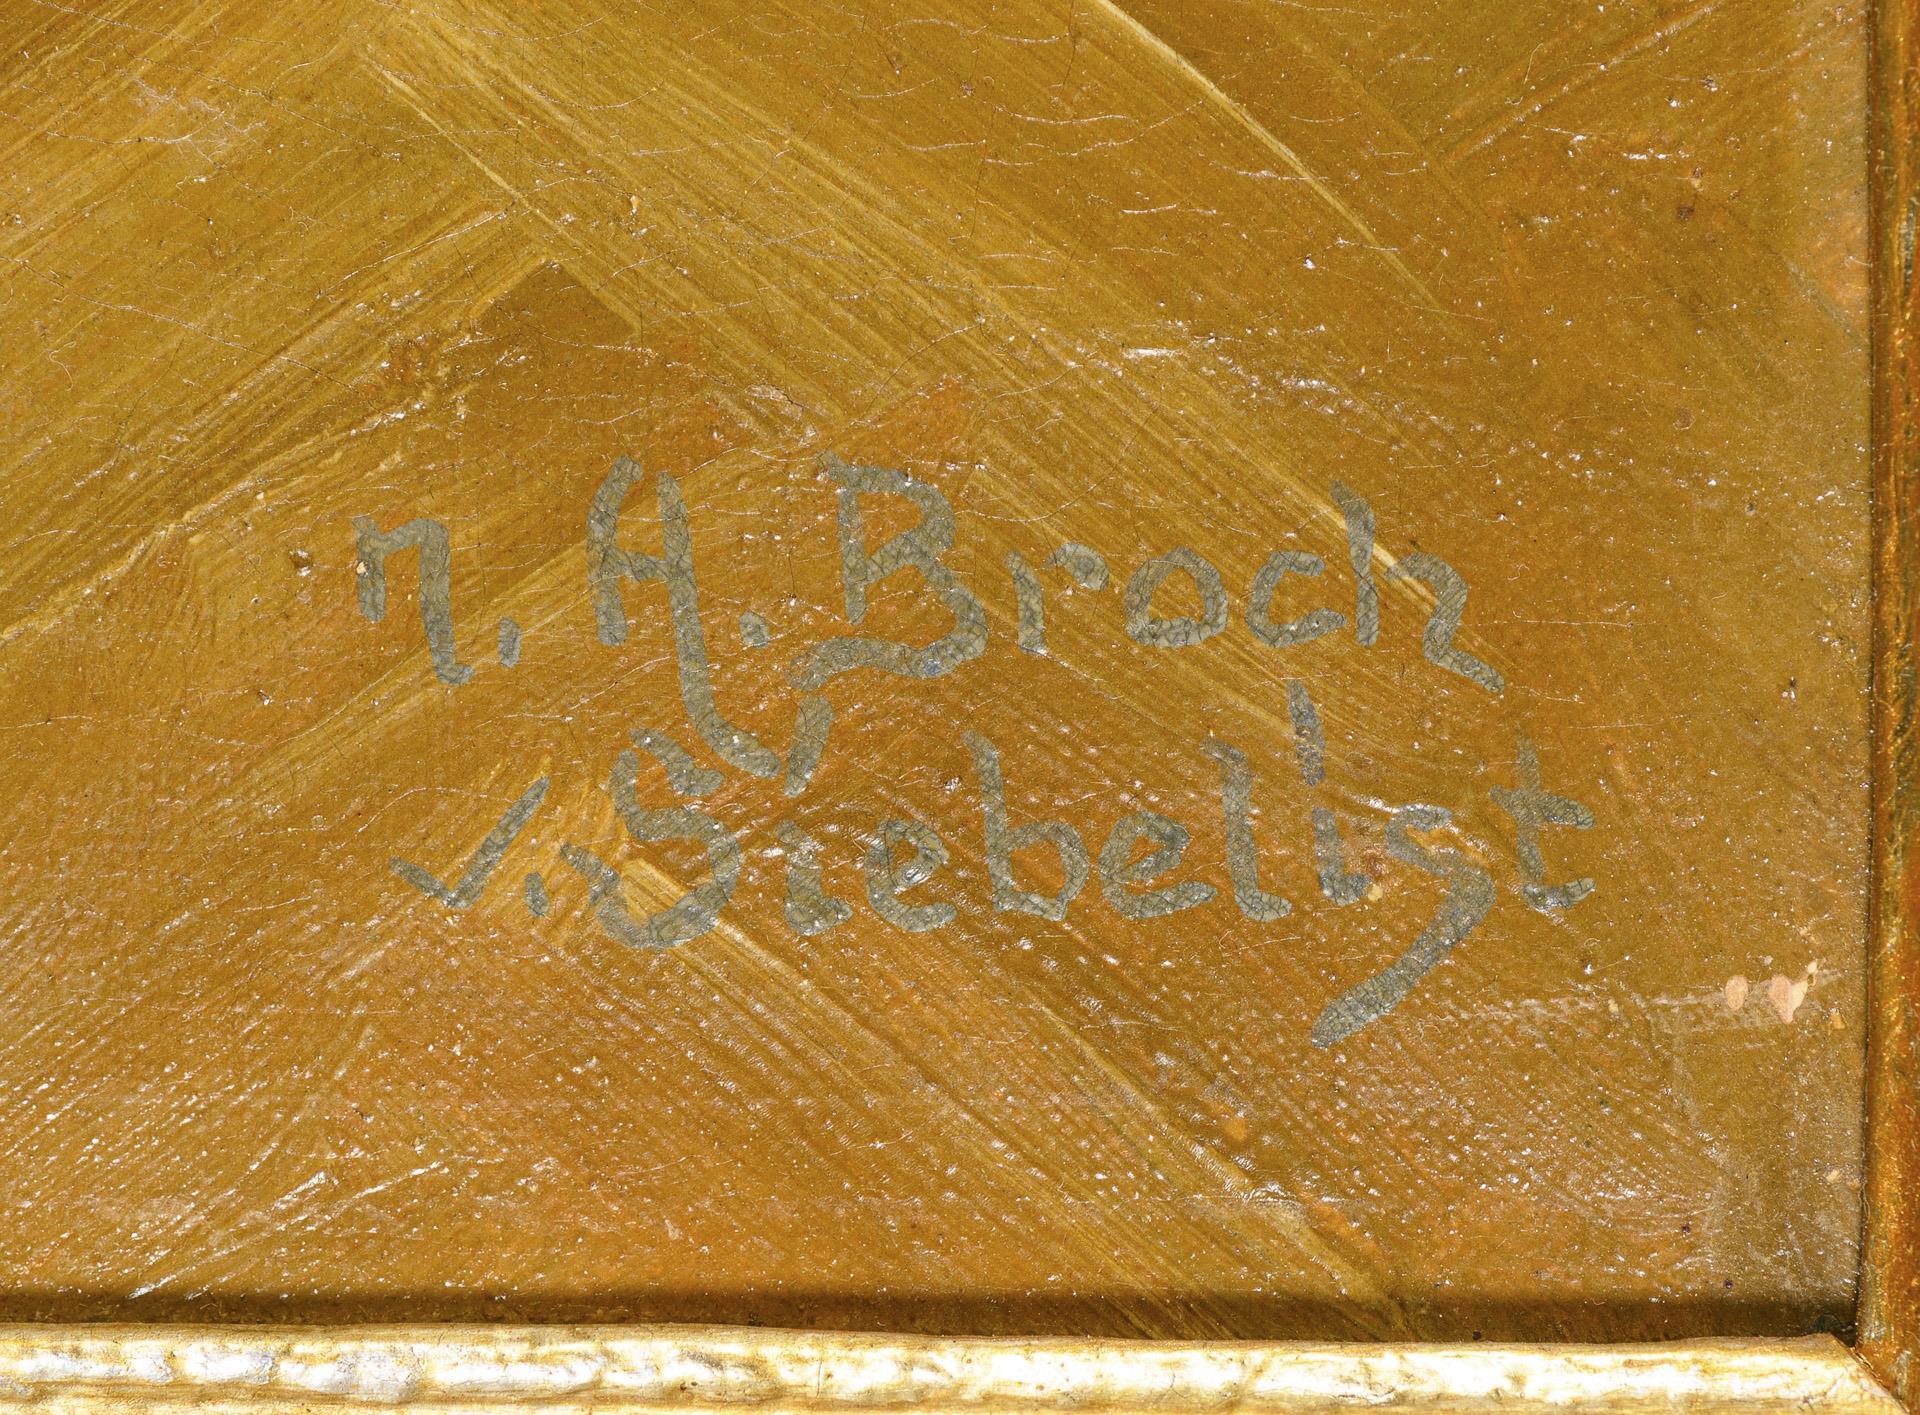 n. H. Broch
v. Siebelist